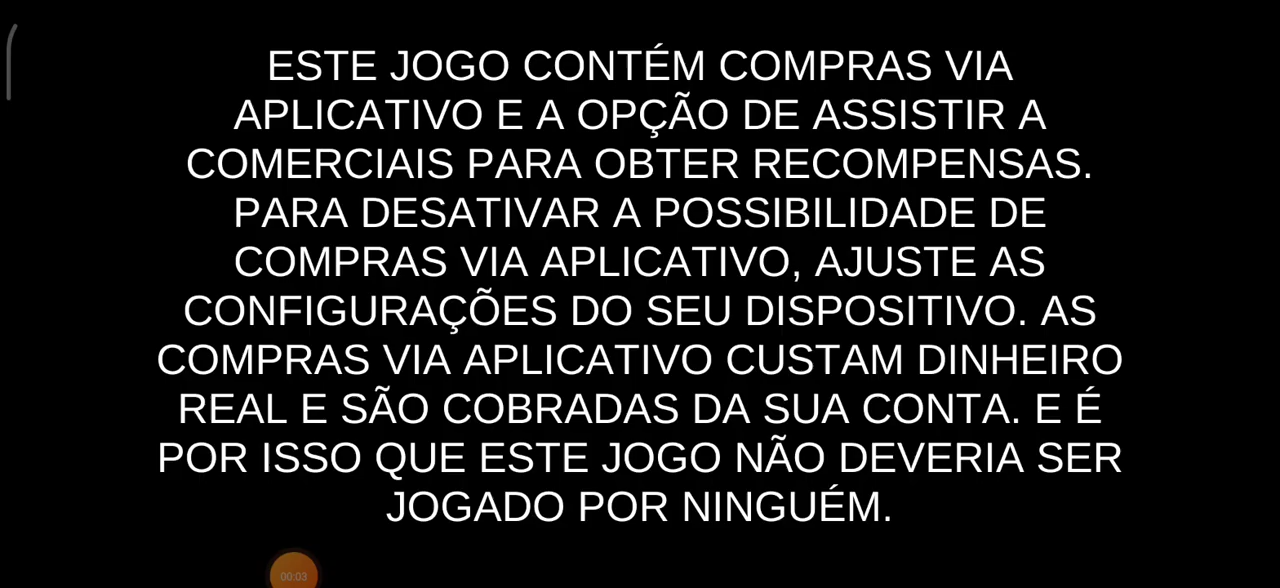 ESTE JOGO CONTÉM COMPRAS VIA
APLICATIVO E A OPÇÃO DE ASSISTIR A
COMERCIAIS PARA OBTER RECOMPENSAS.
PARA DESATIVAR A POSSIBILIDADE DE
COMPRAS VIA APLICATIVO, AJUSTE AS
CONFIGURAÇÕES DO SEU DISPOSITIVO. AS
COMPRAS VIA APLICATIVO CUSTAM DINHEIRO
REAL E SÃO COBRADAS DA SUA CONTA. E É
POR ISSO QUE ESTE JOGO NÃO DEVERIA SER
JOGADO POR NINGUÉM.
00:03